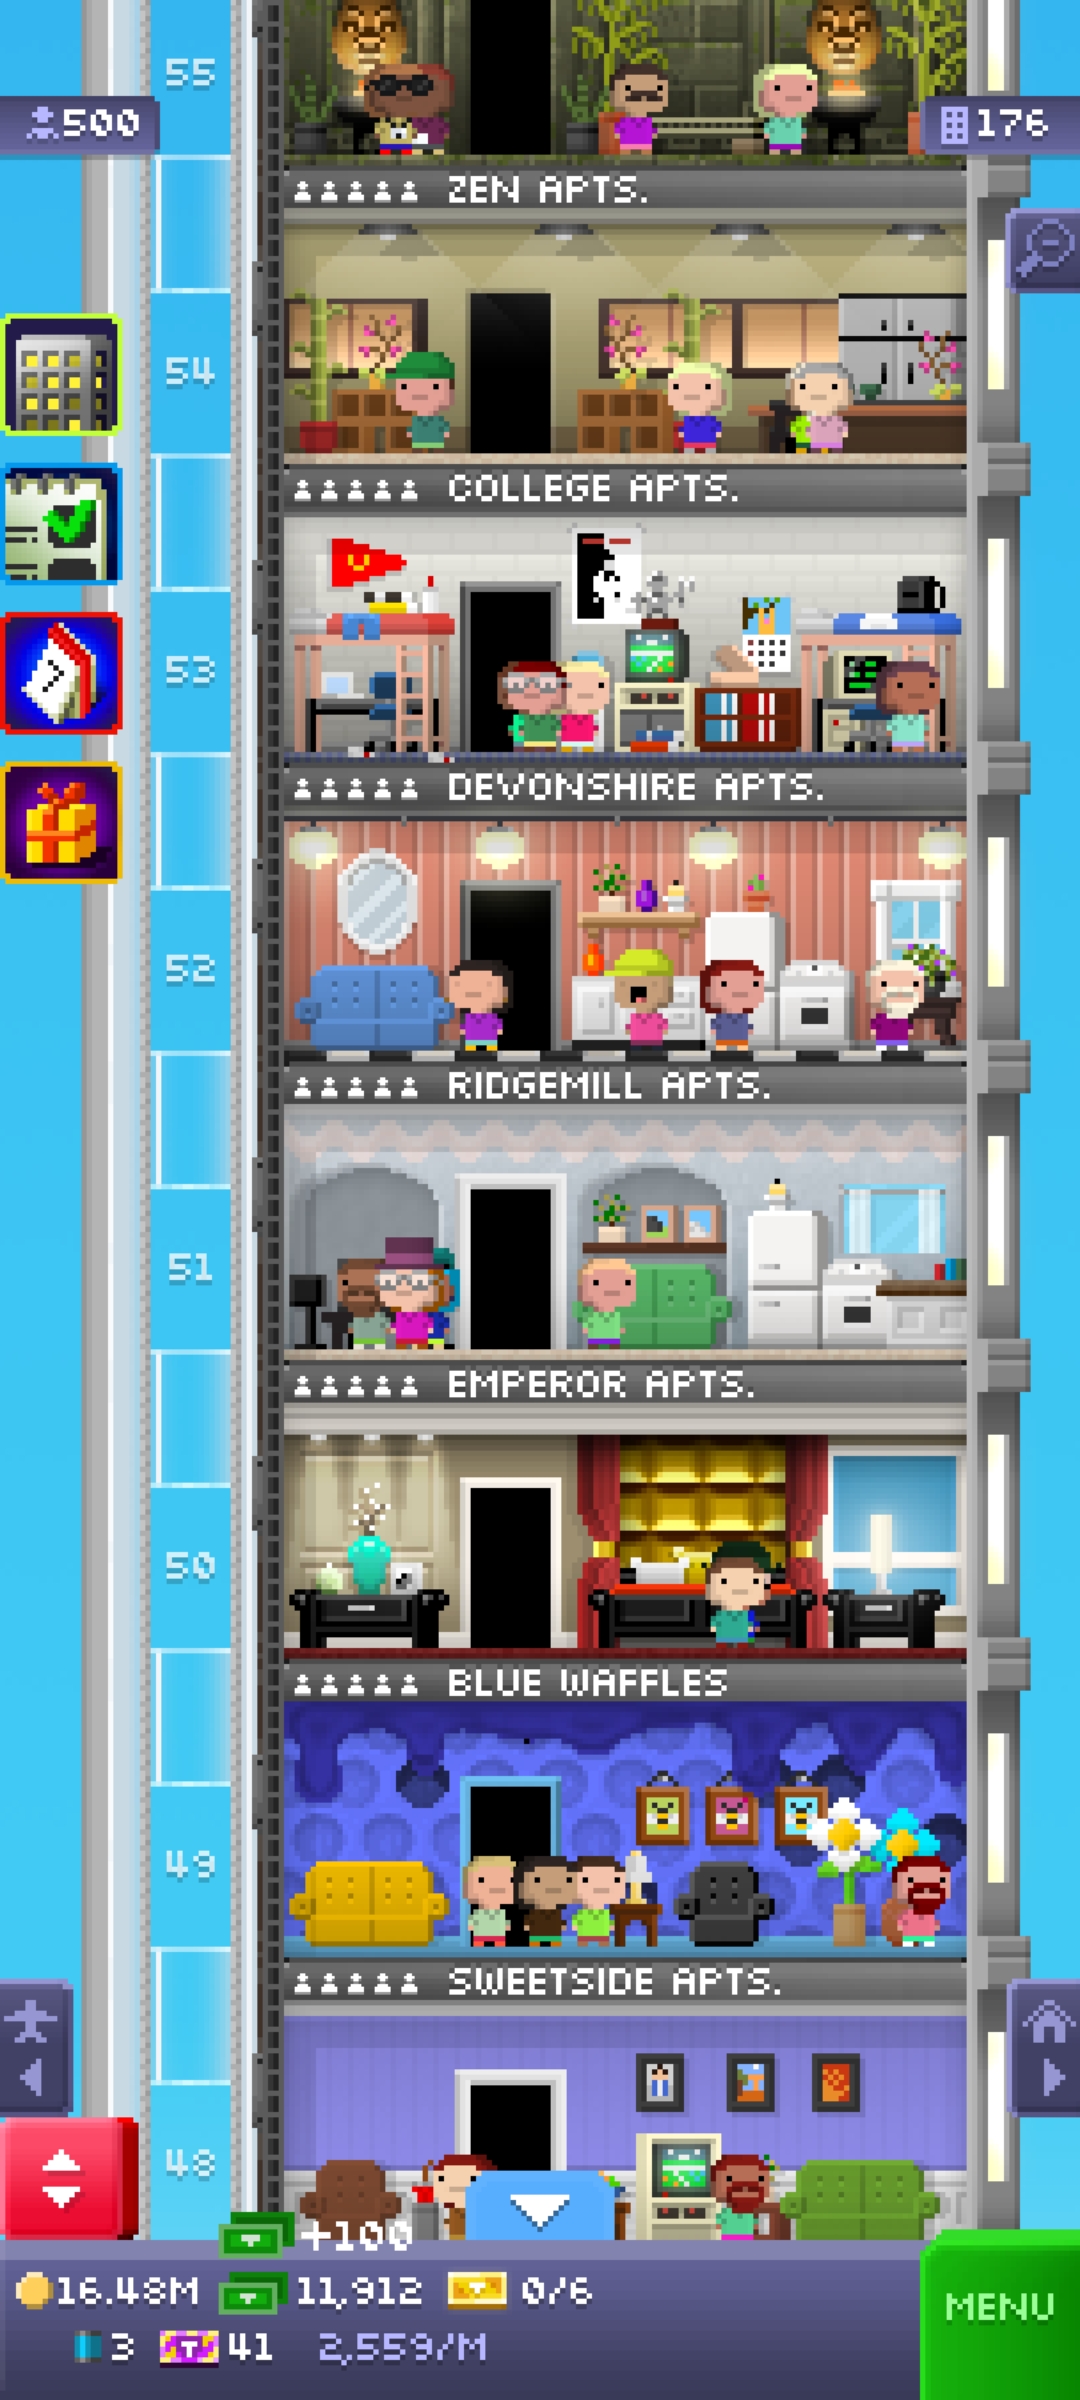 55
500
176
ZEN APTS.
54
COLLEGE APTS.
53
DEVONSHIRE APTS.
52
RIDGEMILL APTS.
51
EMPEROR APTS.
50
BLUE WAFFLES
49
SWEETSIDE APTS.
48
+100
16.48M 11,912 0/6
MENU
3 41 2,559/M